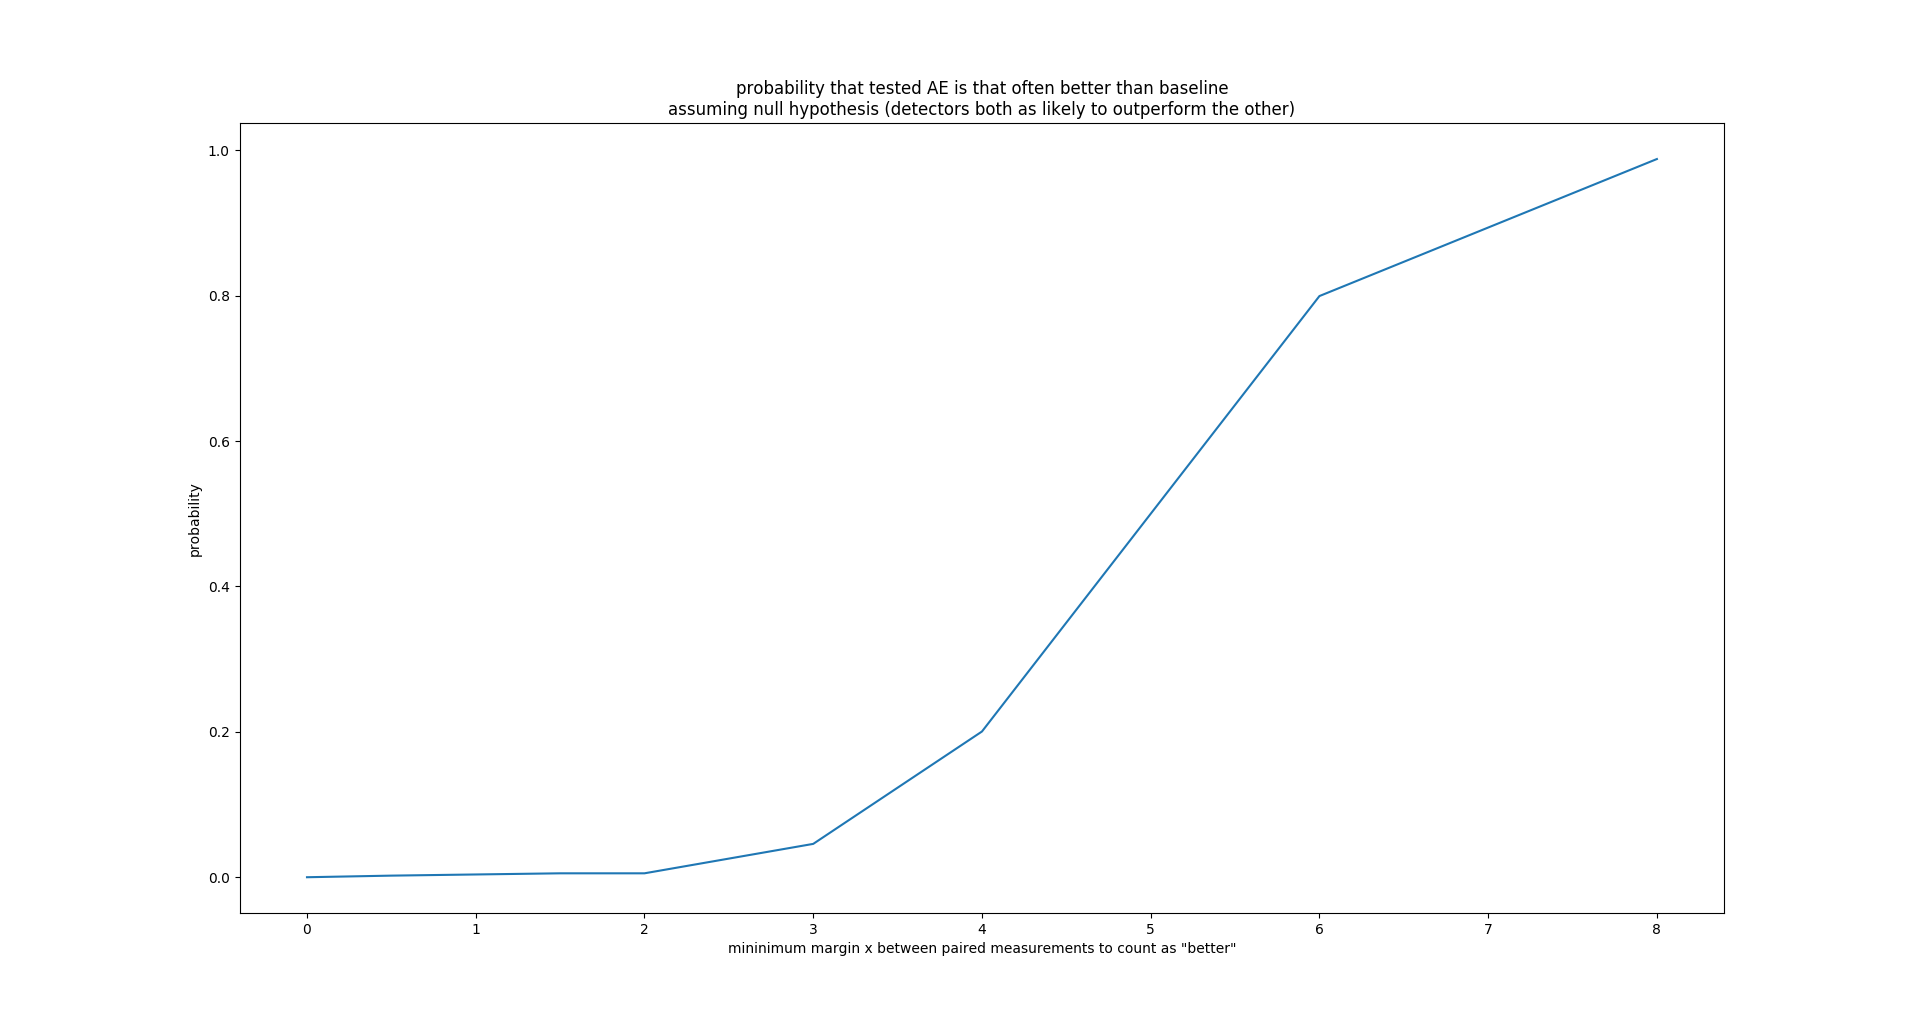 probability that tested AE is that often better than baseline
assuming null hypothesis (detectors both as likely to outperform the other)
1.0
0.8
0.6
0.4
0.2
0.0
probability
0 1 2 3 4 5 6 7 8
mininimum margin x between paired measurements to count as "better"